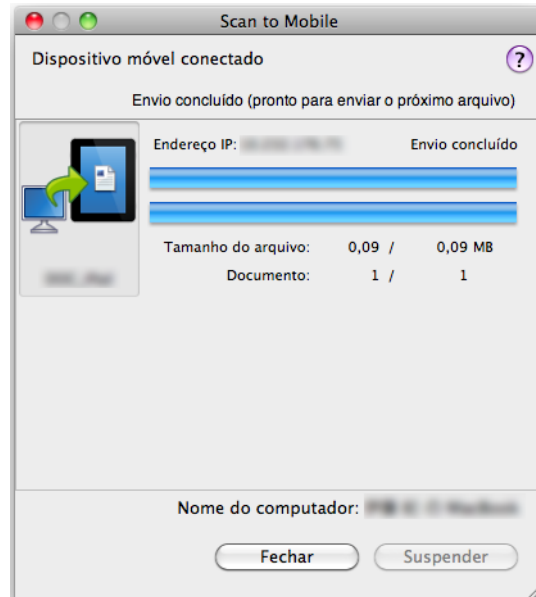 Scan to Mobile
Dispositivo móvel conectado ?
Envio concluído (pronto para enviar o próximo arquivo)
Endereço IP: Envio concluído
Tamanho do arquivo: 0,09 / 0,09 MB
Documento: 1 / 1
Nome do computador:
Fechar Suspender